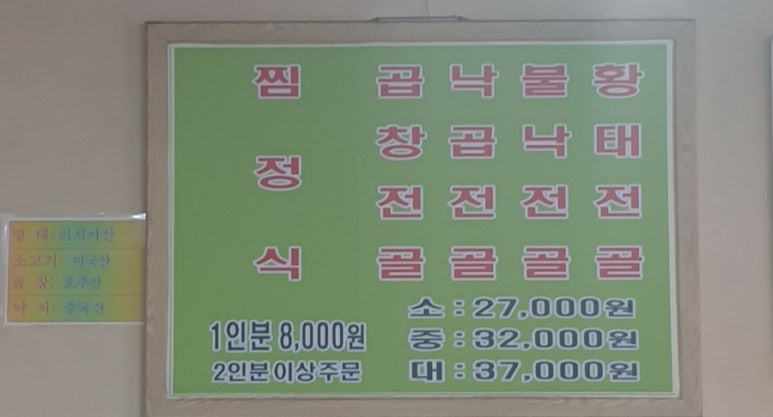 찜정식
1인분 8,000원
2인분이상주문
곱창전골
낙곱전골
불낙전골
황태전골
소 : 27,000원
중 : 32,000원
대 : 37,000원
명 태: 러시아산
소고기: 미국산
곱 창: 호주산
낙 지: 중국산